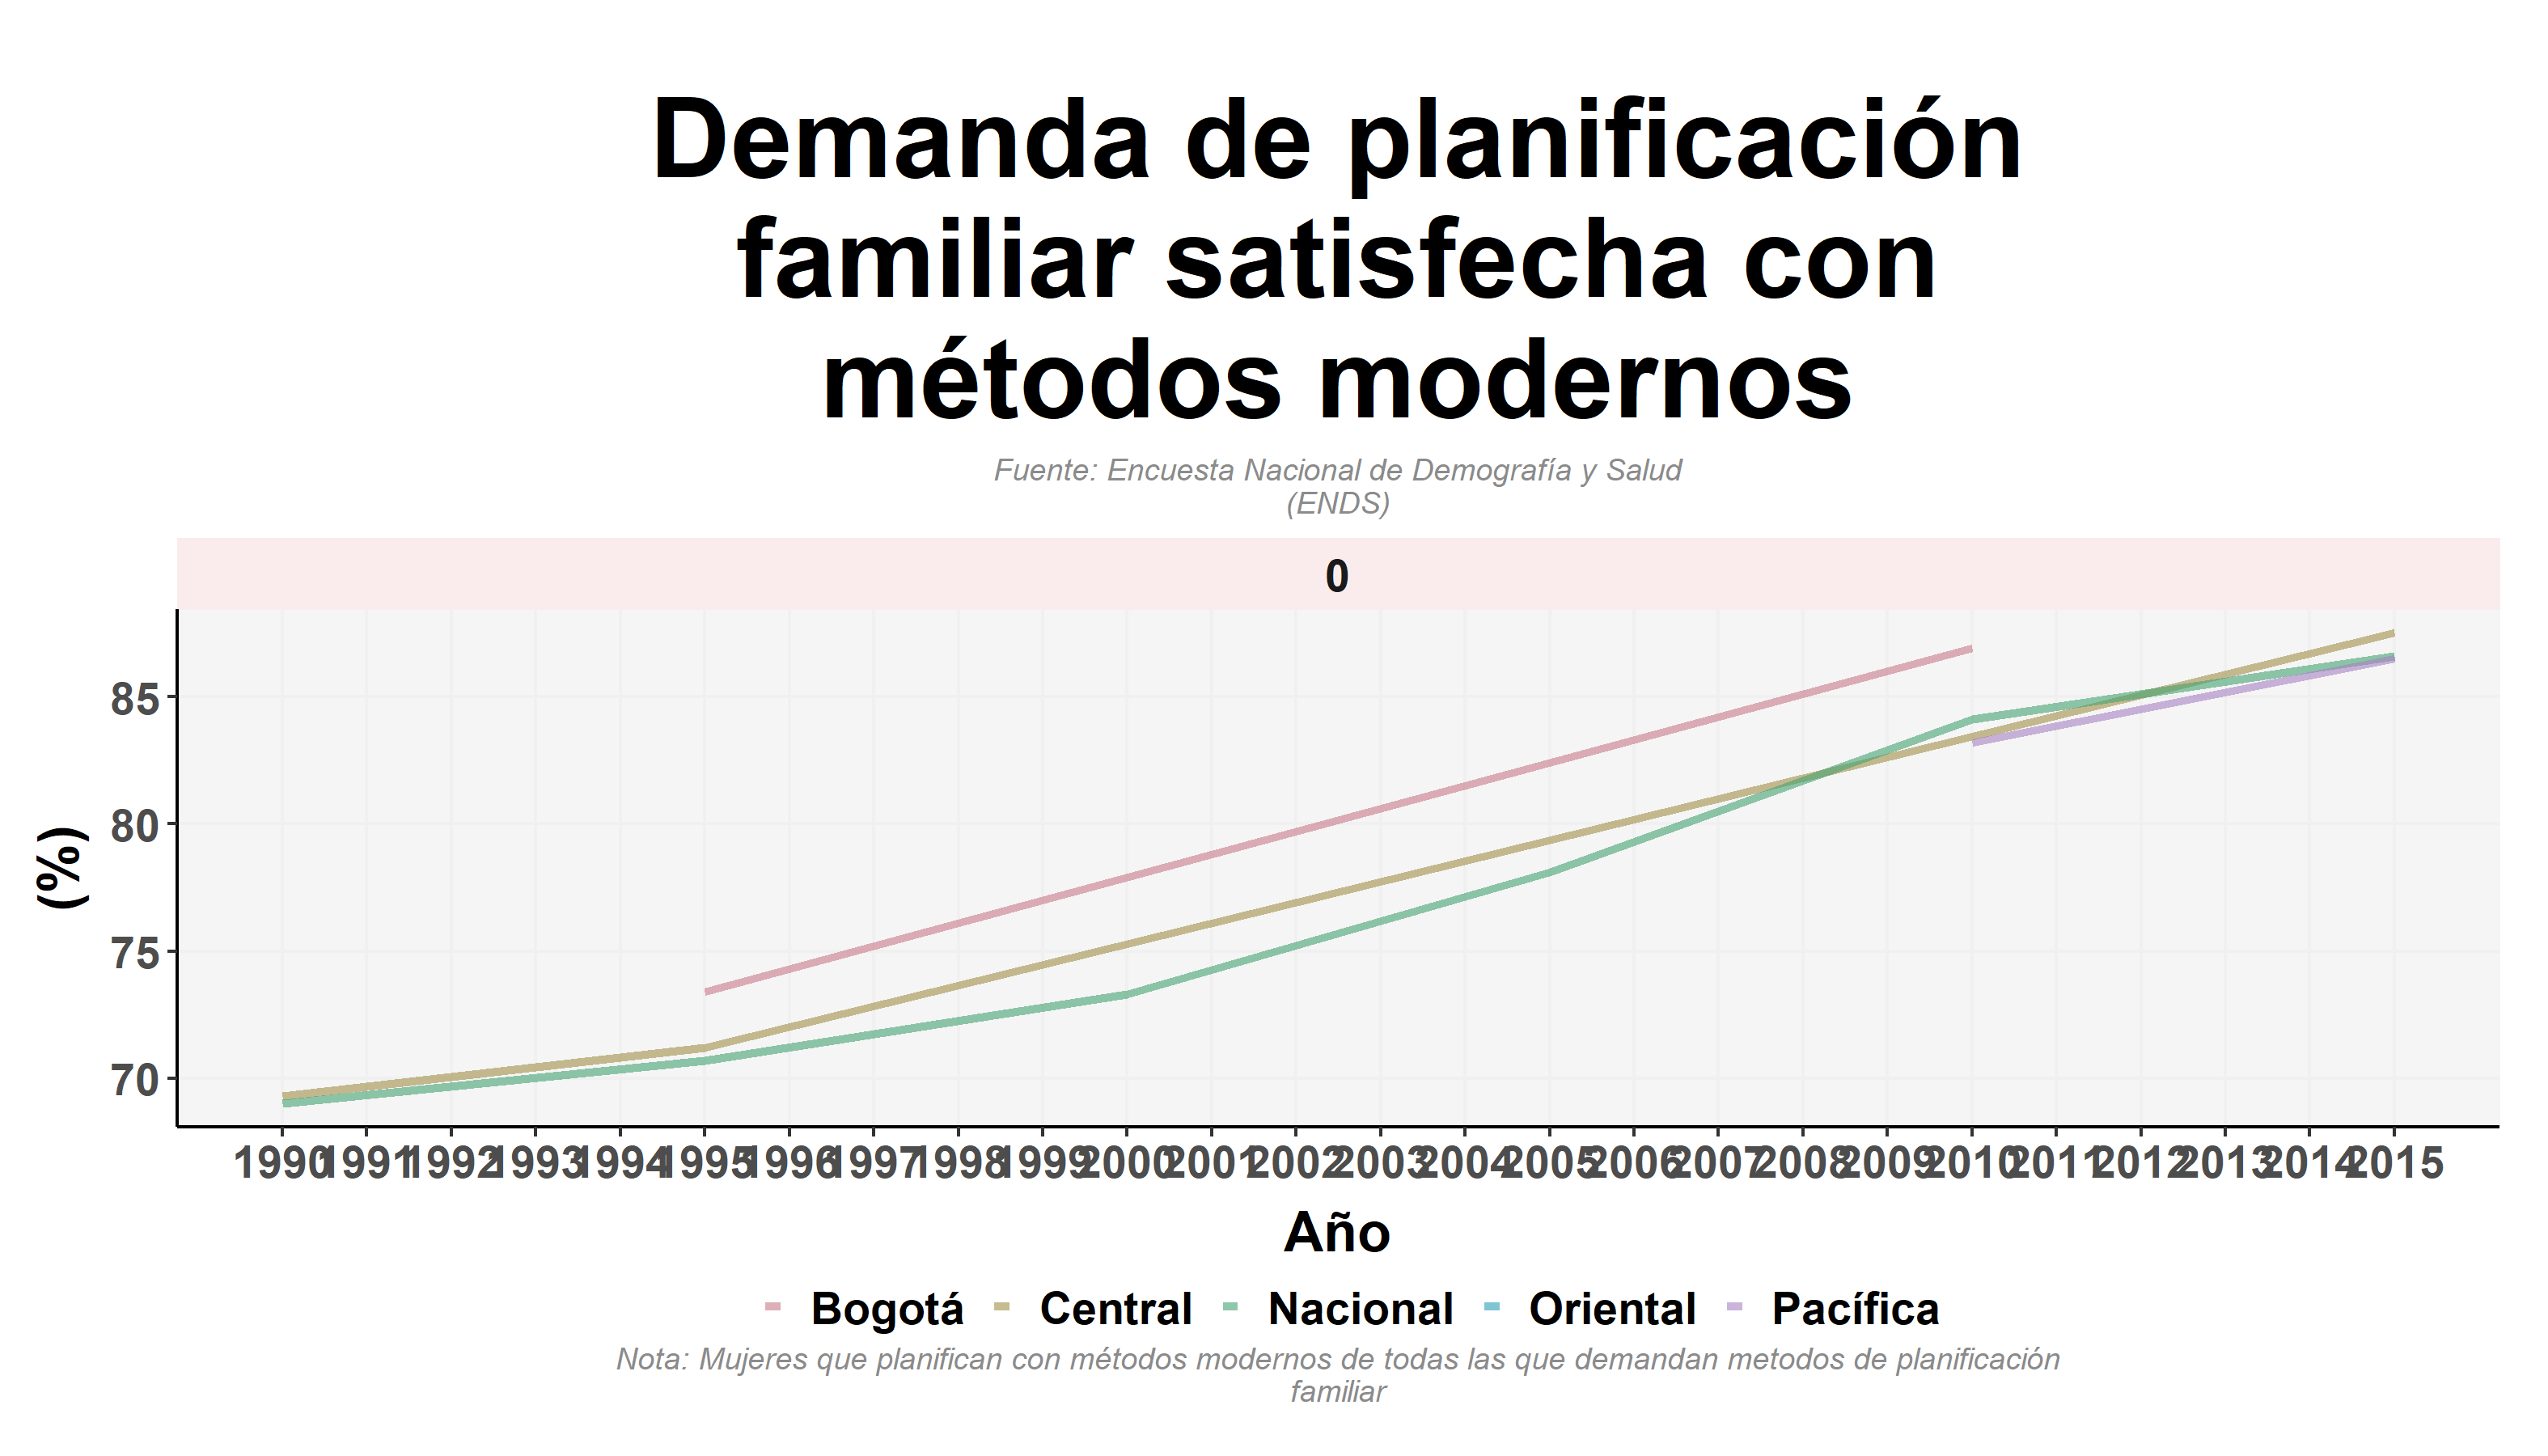 Demanda de planificación
familiar satisfecha con
métodos modernos
Fuente: Encuesta Nacional de Demografía y Salud
(ENDS)
0
85
80
75
70
(%)
1990 1991 1992 1993 1994 1995 1996 1997 1998 1999 2000 2001 2002 2003 2004 2005 2006 2007 2008 2009 2010 2011 2012 2013 2014 2015
Año
Bogotá Central Nacional Oriental Pacífica
Nota: Mujeres que planifican con métodos modernos de todas las que demandan metodos de planificación
familiar